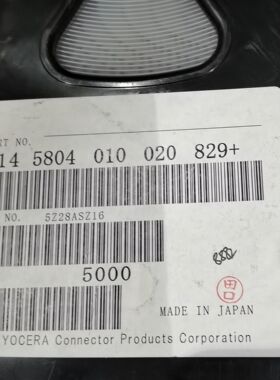 RT NO.
14 5804 010 020 829+
NO. 5Z28ASZ16
5000
MADE IN JAPAN
YOCERA Connector Products Corporation